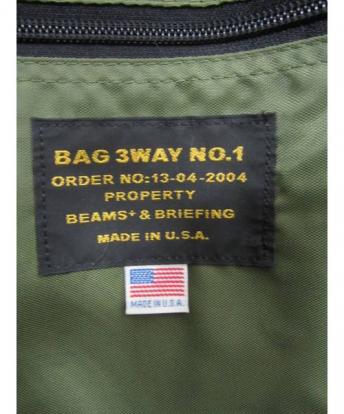 BAG 3WAY NO.1
ORDER NO:13-04-2004
PROPERTY
BEAMS+ & BRIEFING
MADE IN U.S.A.
MADE IN U.S.A.